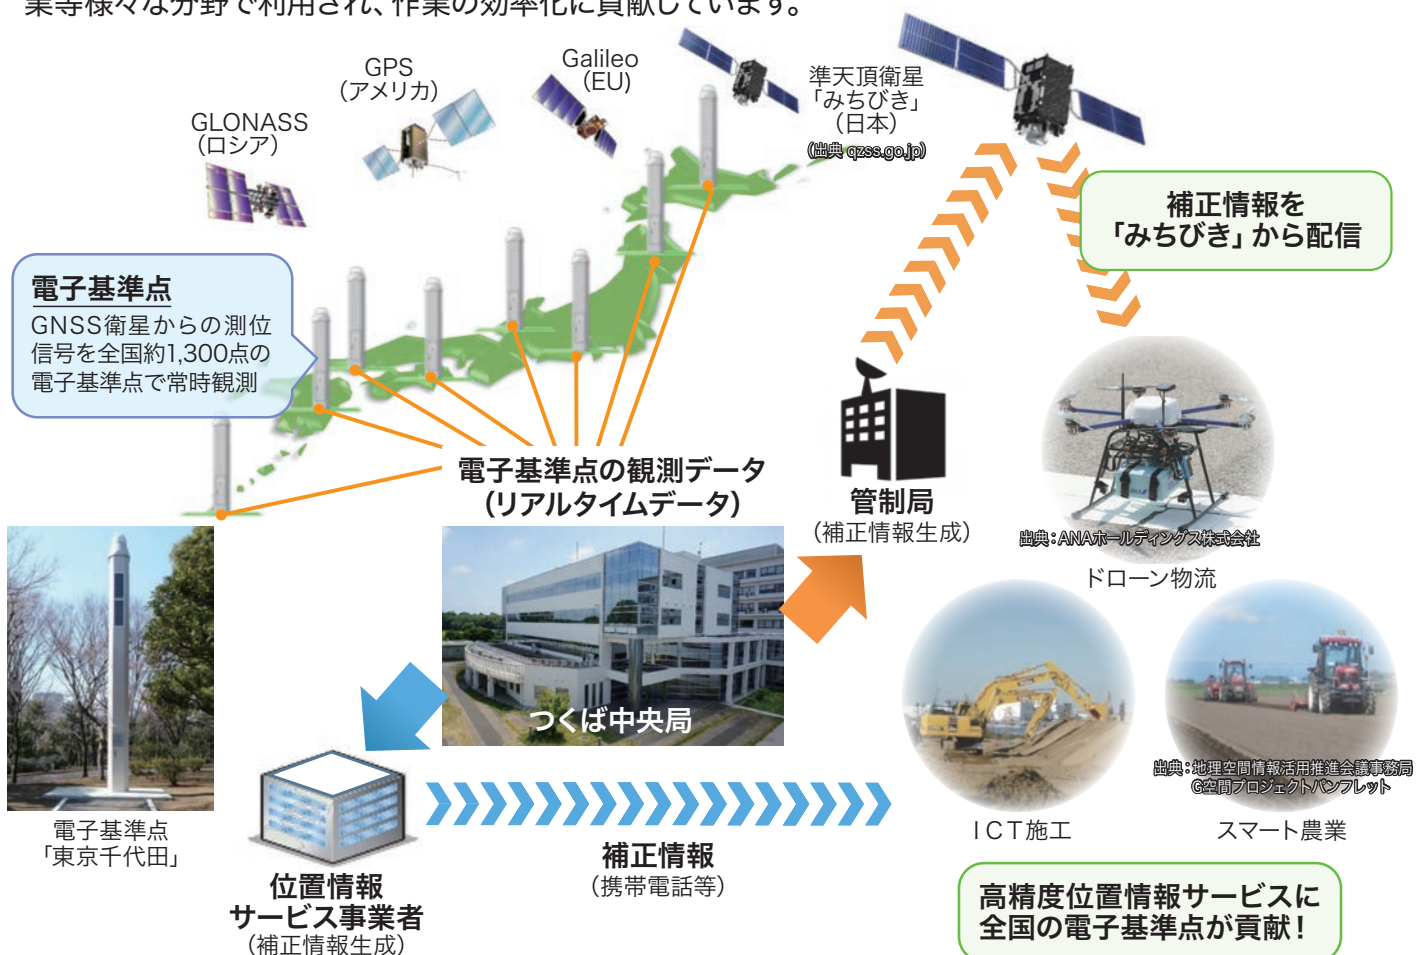 業等様々な分野で利用され、作業の効率化に貢献しています。
GLONASS
(ロシア)
GPS
(アメリカ)
Galileo
(EU)
準天頂衛星
「みちびき」
(日本)
(出典 qzss.go.jp)
補正情報を
「みちびき」から配信
電子基準点
GNSS衛星からの測位
信号を全国約1,300点の
電子基準点で常時観測
電子基準点の観測データ
(リアルタイムデータ)
管制局
(補正情報生成)
出典:ANAホールディングス株式会社
ドローン物流
つくば中央局
電子基準点
「東京千代田」
位置情報
サービス事業者
(補正情報生成)
補正情報
(携帯電話等)
ICT施工
出典:地理空間情報活用推進会議事務局
G空間プロジェクトパンフレット
スマート農業
高精度位置情報サービスに
全国の電子基準点が貢献!